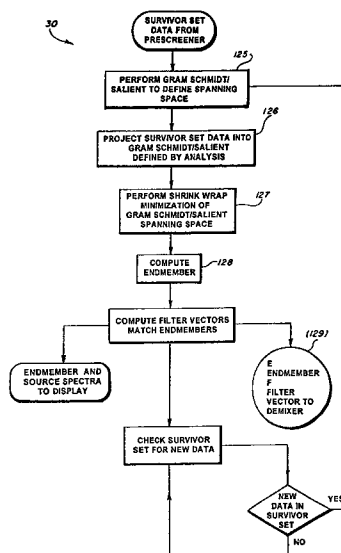 30
SURVIVOR SET
DATA FROM
PRESCREENER
125
PERFORM GRAM SCHMIDT/
SALIENT TO DEFINE SPANNING
SPACE
126
PROJECT SURVIVOR SET DATA INTO
GRAM SCHMIDT/SALIENT
DEFINED BY ANALYSIS
127
PERFORM SHRINK WRAP
MINIMIZATION OF
GRAM SCHMIDT/SALIENT
SPANNING SPACE
COMPUTE
ENDMEMBER
128
COMPUTE FILTER VECTORS
MATCH ENDMEMBERS
(129)
ENDMEMBER AND
SOURCE SPECTRA
TO DISPLAY
E
ENDMEMBER
F
FILTER
VECTOR TO
DEMIXER
CHECK SURVIVOR
SET FOR NEW DATA
NEW
DATA IN
SURVIVOR
SET
YES
NO